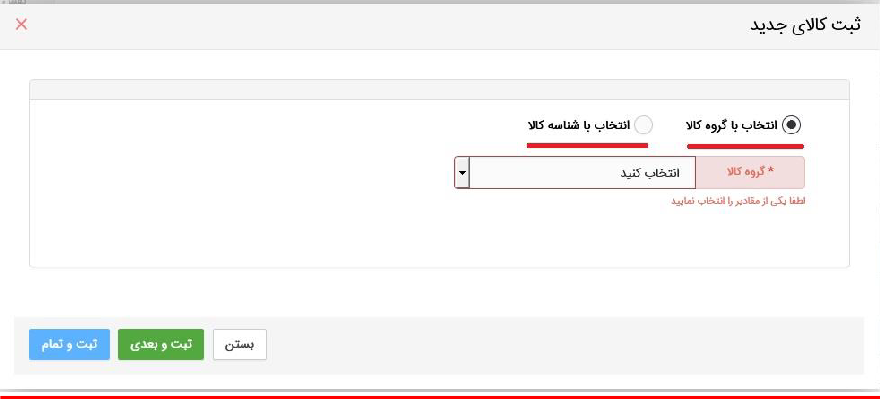 ثبت کالای جدید
انتخاب با گروه کالا انتخاب با شناسه کالا
* گروه کالا انتخاب کنید
لطفا یکی از مقادیر را انتخاب نمایید
بستن ثبت و بعدی ثبت و تمام